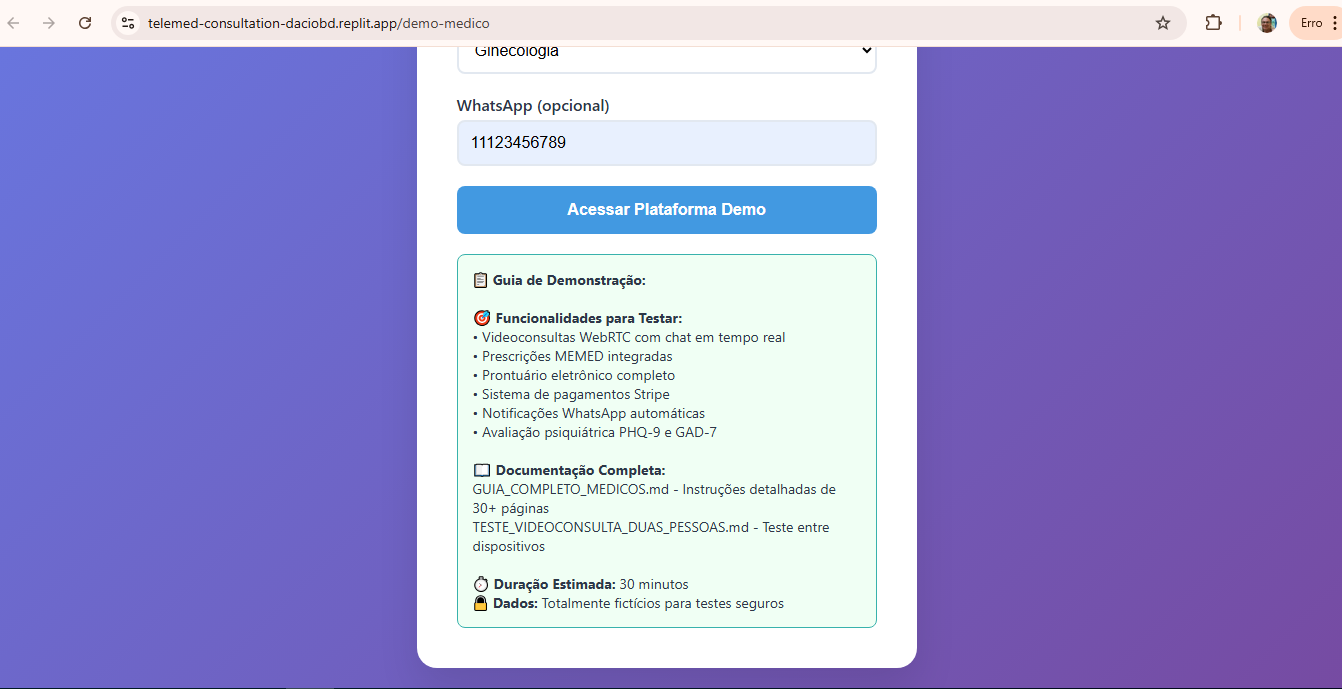 telemed-consultation-daciobd.replit.app/demo-medico
Erro
Ginecologia
WhatsApp (opcional)
11123456789
Acessar Plataforma Demo
Guia de Demonstração:
Funcionalidades para Testar:
• Videoconsultas WebRTC com chat em tempo real
• Prescrições MEMED integradas
• Prontuário eletrônico completo
• Sistema de pagamentos Stripe
• Notificações WhatsApp automáticas
• Avaliação psiquiátrica PHQ-9 e GAD-7
Documentação Completa:
GUIA_COMPLETO_MEDICOS.md - Instruções detalhadas de
30+ páginas
TESTE_VIDEOCONSULTA_DUAS_PESSOAS.md - Teste entre
dispositivos
Duração Estimada: 30 minutos
Dados: Totalmente fictícios para testes seguros